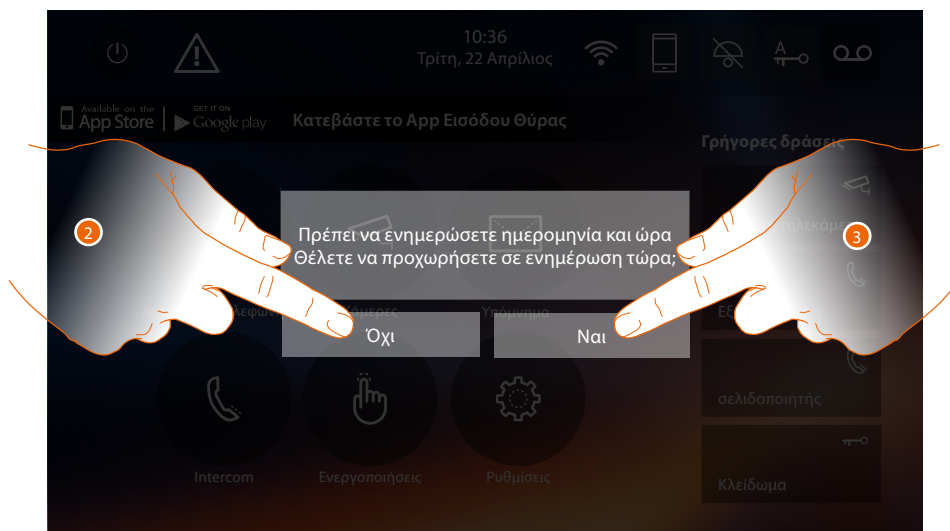 10:36
Τρίτη, 22 Απρίλιος
A
Available on the
App Store
GET IT ON
Google play
Κατεβάστε το App Εισόδου Θύρας
Γρήγορες δράσεις
2
3
Πρέπει να ενημερώσετε ημερομηνία και ώρα
Θέλετε να προχωρήσετε σε ενημέρωση τώρα;
Κάμερες
Υπόμνημα
Όχι
Ναι
σελιδοποιητής
Intercom
Ενεργοποιήσεις
Ρυθμίσεις
Κλείδωμα